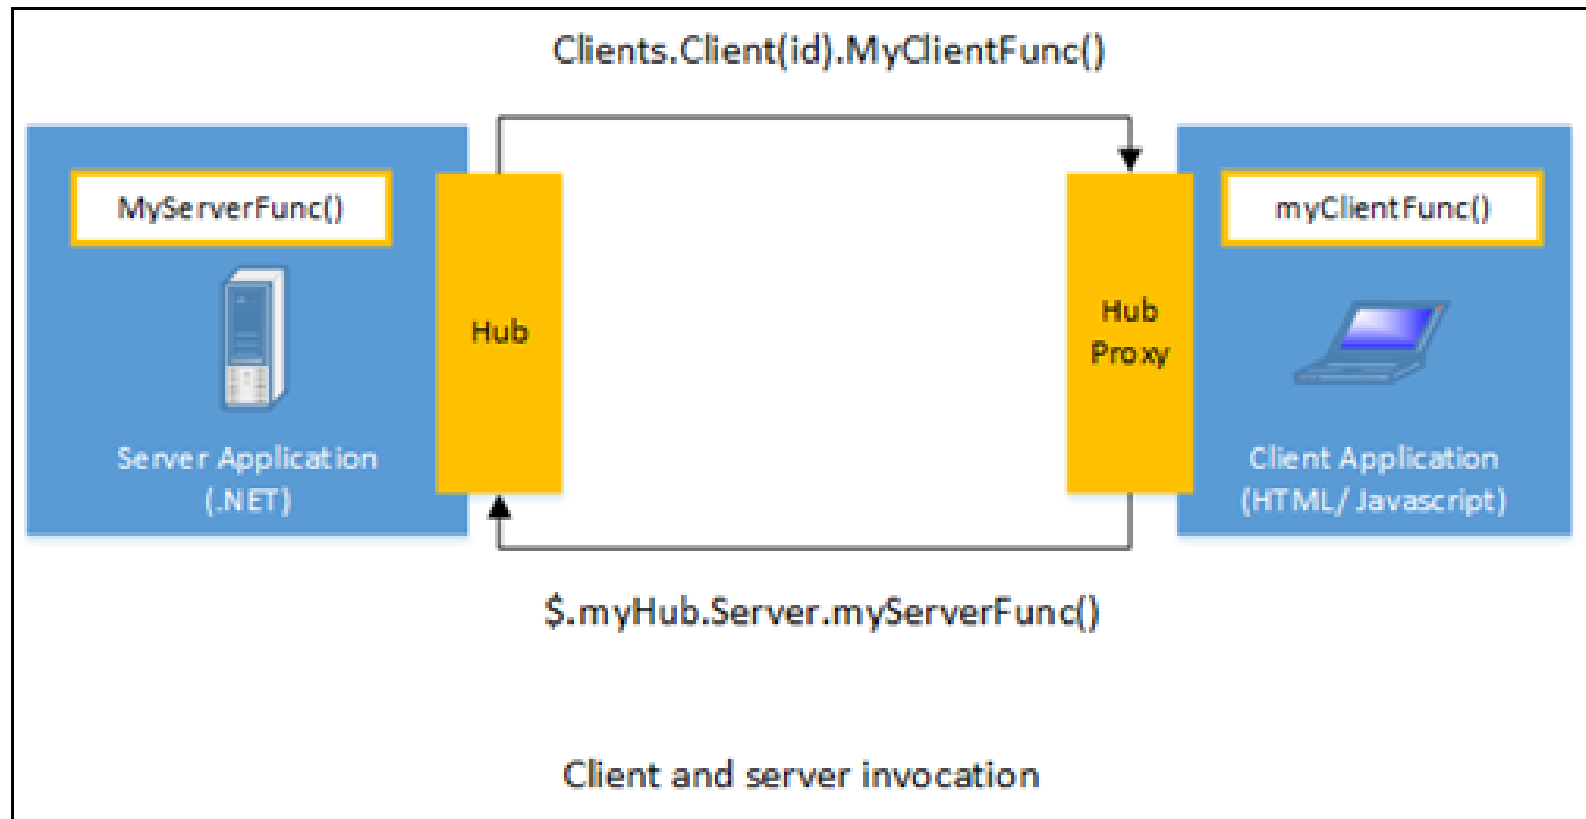 Clients.Client(id).MyClientFunc()
MyServerFunc()
myClientFunc()
Hub
Hub
Proxy
Server Application
(.NET)
Client Application
(HTML/ Javascript)
$.myHub.Server.myServerFunc()
Client and server invocation